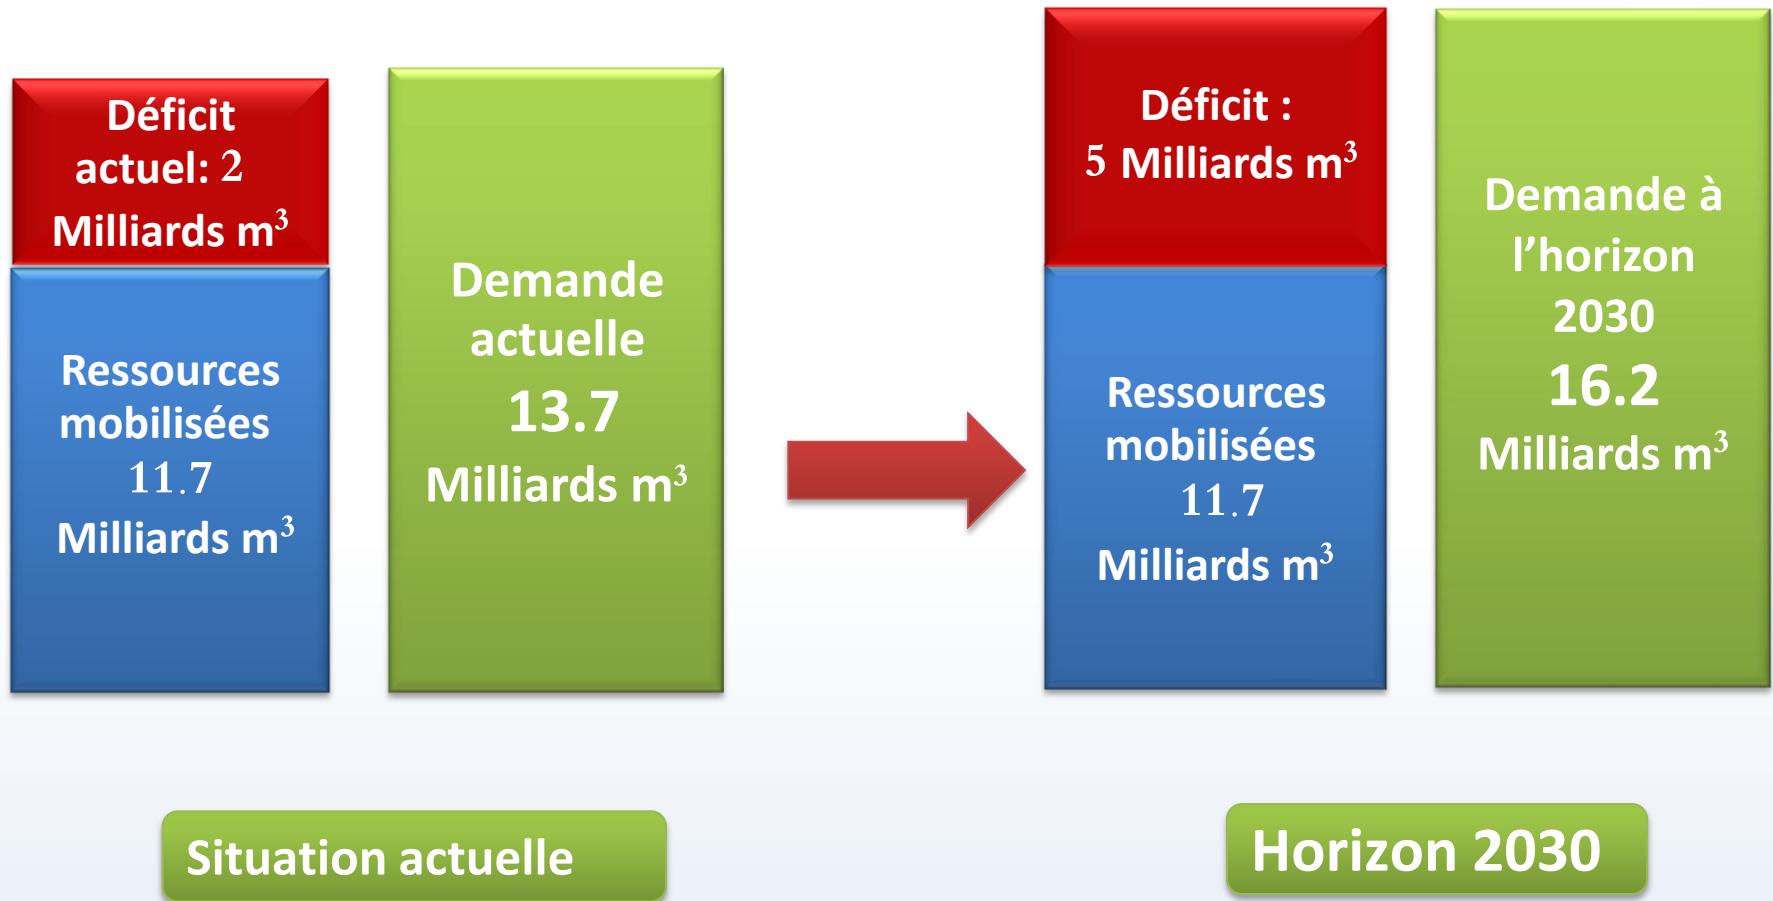 Déficit
actuel: 2
Milliards m³
Ressources
mobilisées
11.7
Milliards m³
Demande
actuelle
13.7
Milliards m³
Déficit :
5 Milliards m³
Ressources
mobilisées
11.7
Milliards m³
Demande à
l’horizon
2030
16.2
Milliards m³
Situation actuelle
Horizon 2030